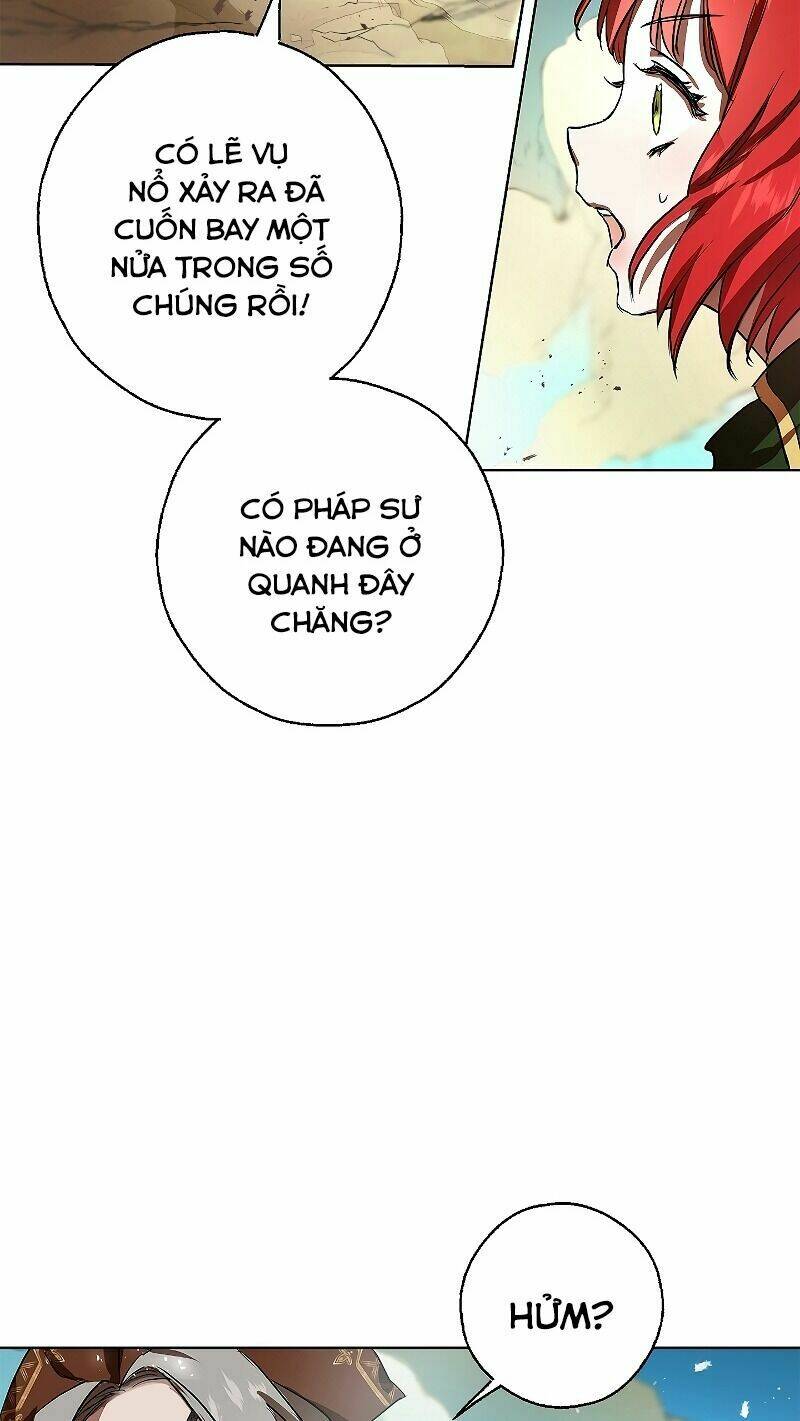 CÓ LẼ VỤ
NỔ XẢY RA ĐÃ
CUỐN BAY MỘT
NỬA TRONG SỐ
CHÚNG RỒI!
CÓ PHÁP SƯ
NÀO ĐANG Ở
QUANH ĐÂY
CHĂNG?
HỬM?